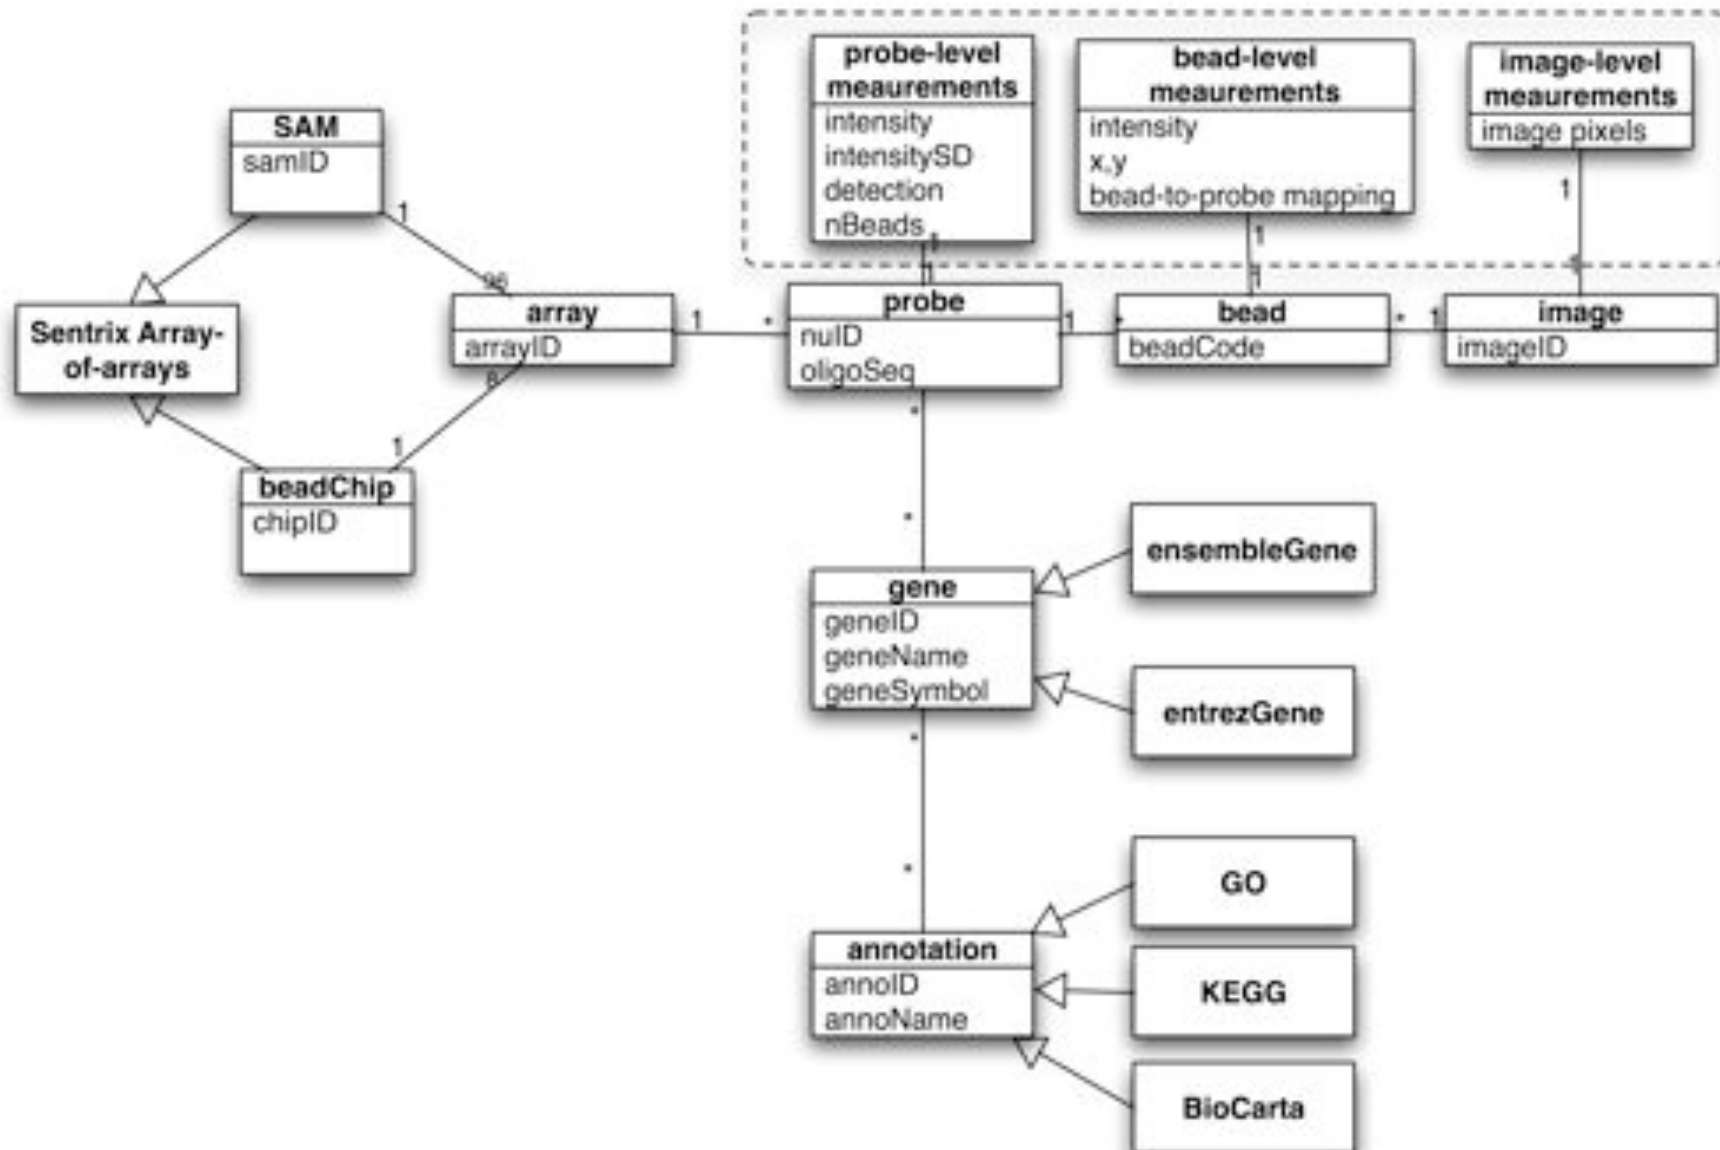 probe-level
meaurements
intensity
intensitySD
detection
nBeads
1
1
bead-level
meaurements
intensity
x,y
bead-to-probe mapping
1
1
image-level
meaurements
image pixels
1
1
SAM
samID
1
96
Sentrix Array-
of-arrays
array
arrayID
8
1
*
probe
nuID
oligoSeq
1
*
bead
beadCode
*
1
image
imageID
1
beadChip
chipID
*
*
gene
geneID
geneName
geneSymbol
ensembleGene
entrezGene
*
*
annotation
annoID
annoName
GO
KEGG
BioCarta